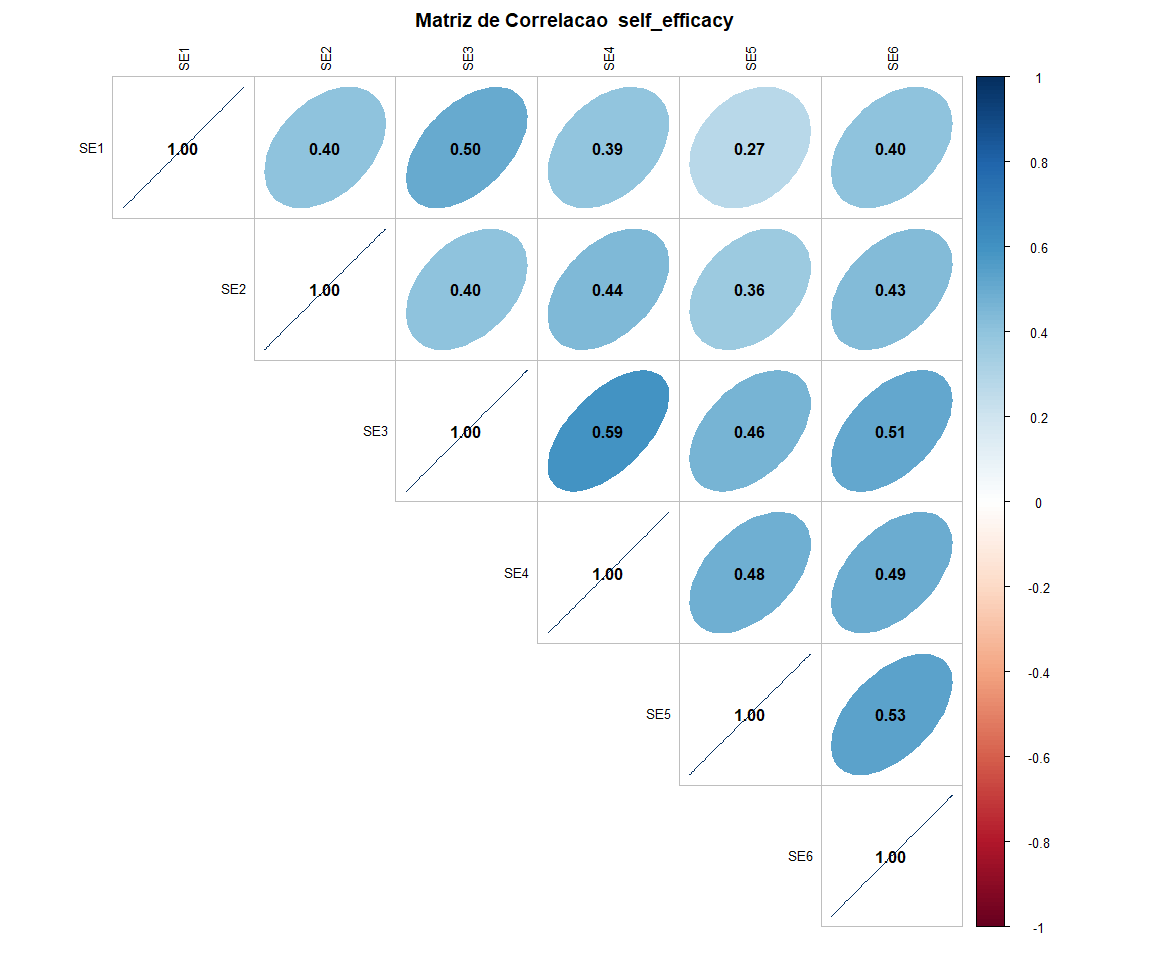 Matriz de Correlacao  self_efficacy
SE1 SE2 SE3 SE4 SE5 SE6
SE1 1.00 0.40 0.50 0.39 0.27 0.40
SE2 1.00 0.40 0.44 0.36 0.43
SE3 1.00 0.59 0.46 0.51
SE4 1.00 0.48 0.49
SE5 1.00 0.53
SE6 1.00
1
0.8
0.6
0.4
0.2
0
-0.2
-0.4
-0.6
-0.8
-1